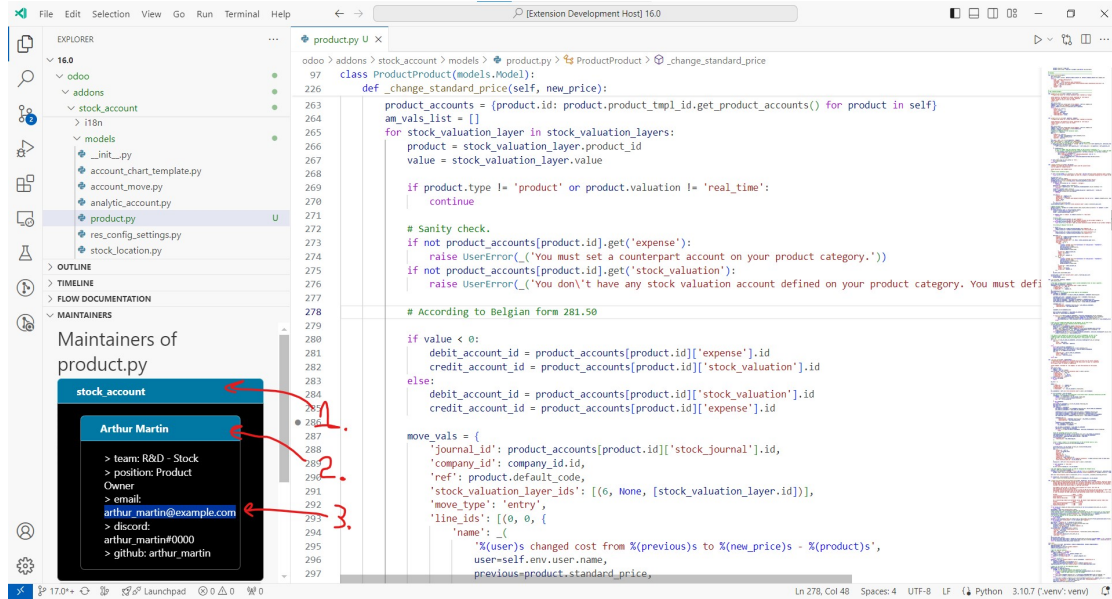 File Edit Selection View Go Run Terminal Help
[Extension Development Host] 16.0
EXPLORER
16.0
odoo
addons
stock_account
i18n
models
__init__.py
account_chart_template.py
account_move.py
analytic_account.py
product.py U
res_config_settings.py
stock_location.py
OUTLINE
TIMELINE
FLOW DOCUMENTATION
MAINTAINERS
Maintainers of
product.py
stock_account
Arthur Martin
> team: R&D - Stock
> position: Product
Owner
> email:
arthur_martin@example.com
> discord:
arthur_martin#0000
> github: arthur_martin
1.
2.
3.
product.py U
odoo > addons > stock_account > models > product.py > ProductProduct > _change_standard_price
97 class ProductProduct(models.Model):
226 def _change_standard_price(self, new_price):
263 product_accounts = {product.id: product.product_tmpl_id.get_product_accounts() for product in self}
264 am_vals_list = []
265 for stock_valuation_layer in stock_valuation_layers:
266 product = stock_valuation_layer.product_id
267 value = stock_valuation_layer.value
268
269 if product.type != 'product' or product.valuation != 'real_time':
270 continue
271
272 # Sanity check.
273 if not product_accounts[product.id].get('expense'):
274 raise UserError(_('You must set a counterpart account on your product category.'))
275 if not product_accounts[product.id].get('stock_valuation'):
276 raise UserError(_('You don\'t have any stock valuation account defined on your product category. You must defi
277
278 # According to Belgian form 281.50
279
280 if value < 0:
281 debit_account_id = product_accounts[product.id]['expense'].id
282 credit_account_id = product_accounts[product.id]['stock_valuation'].id
283 else:
284 debit_account_id = product_accounts[product.id]['stock_valuation'].id
285 credit_account_id = product_accounts[product.id]['expense'].id
286
287 move_vals = {
288 'journal_id': product_accounts[product.id]['stock_journal'].id,
289 'company_id': company_id.id,
290 'ref': product.default_code,
291 'stock_valuation_layer_ids': [(6, None, [stock_valuation_layer.id])],
292 'move_type': 'entry',
293 'line_ids': [(0, 0, {
294 'name': _(
295 '%(user)s changed cost from %(previous)s to %(new_price)s - %(product)s',
296 user=self.env.user.name,
297 previous=product.standard_price,
17.0*+ Launchpad 0 0 0
Ln 278, Col 48 Spaces: 4 UTF-8 LF Python 3.10.7 ('.venv': venv)